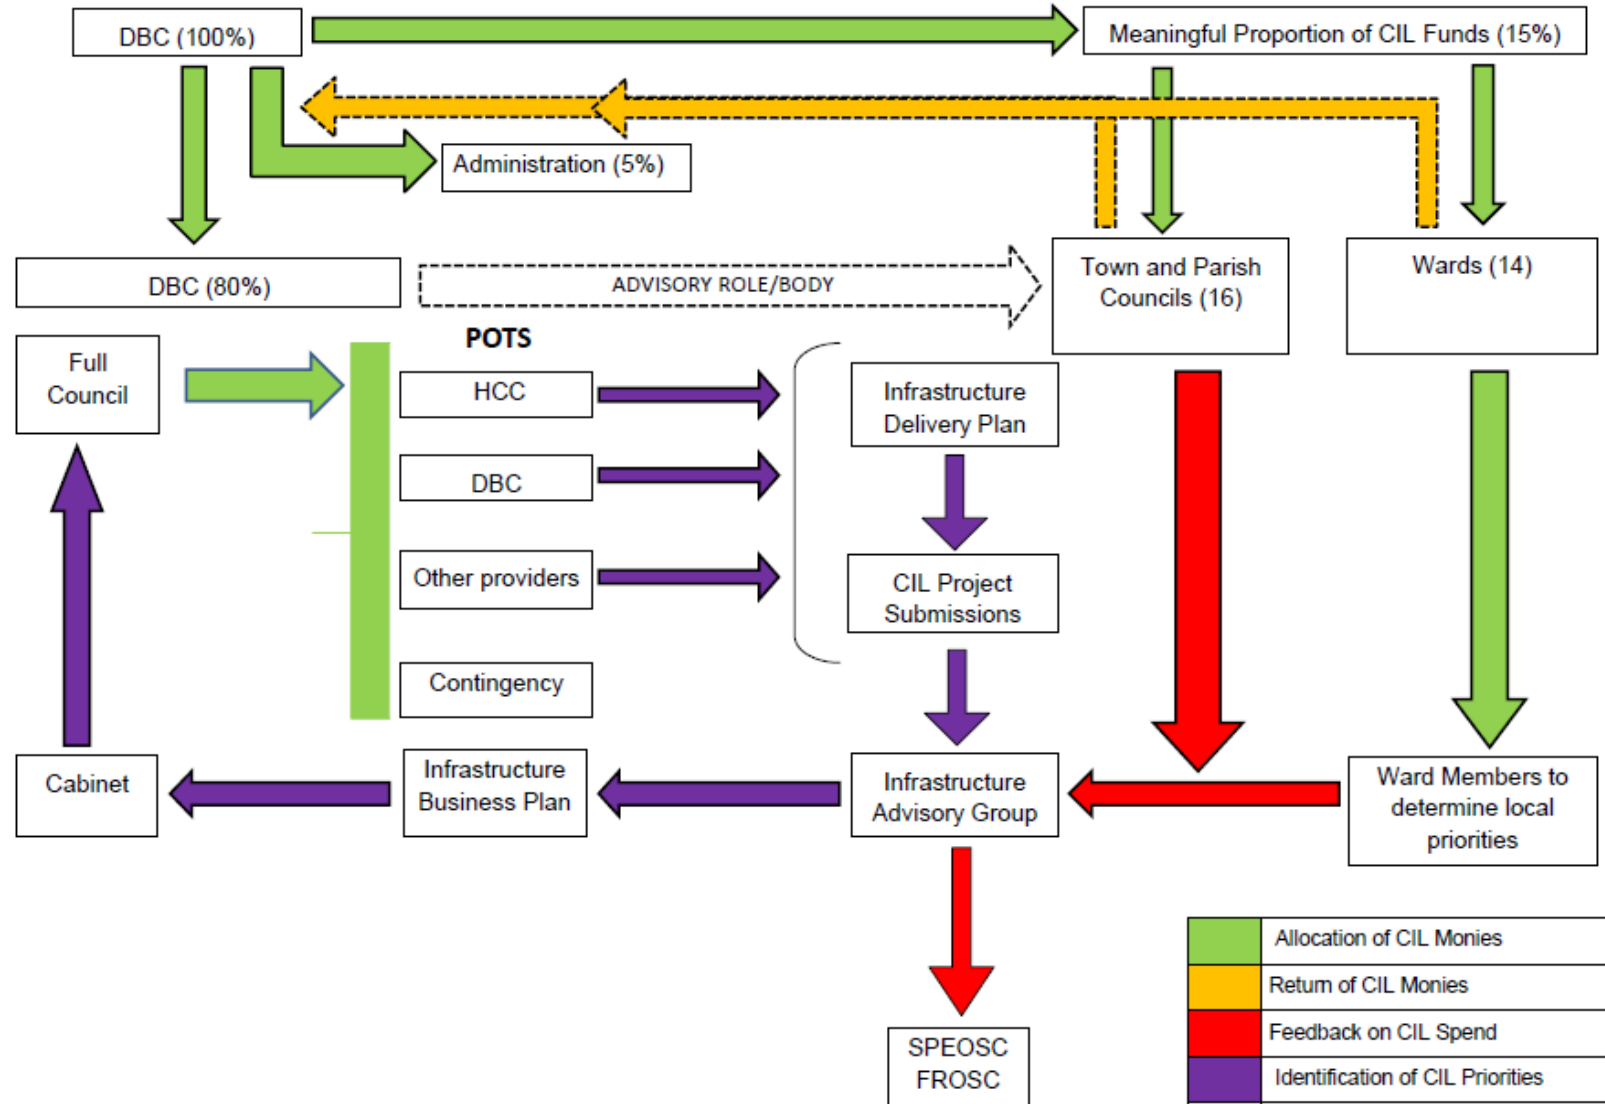 DBC (100%)
Meaningful Proportion of CIL Funds (15%)
Administration (5%)
DBC (80%)
ADVISORY ROLE/BODY
Town and Parish
Councils (16)
Wards (14)
POTS
Full
Council
HCC
Infrastructure
Delivery Plan
DBC
Other providers
CIL Project
Submissions
Contingency
Cabinet
Infrastructure
Business Plan
Infrastructure
Advisory Group
Ward Members to
determine local
priorities
SPEOSC
FROSC
Allocation of CIL Monies
Return of CIL Monies
Feedback on CIL Spend
Identification of CIL Priorities